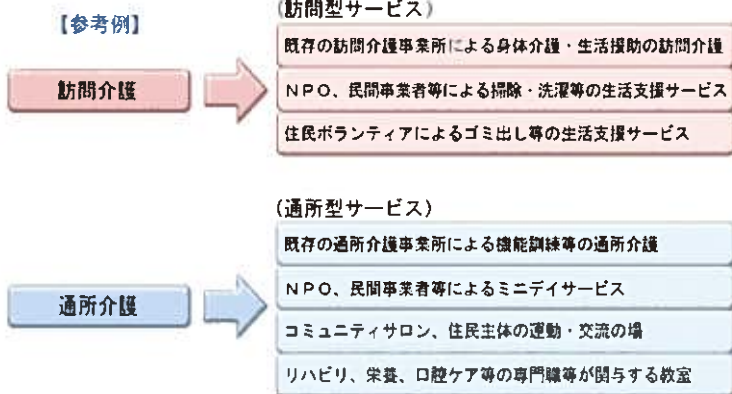 【参考例】
(訪問型サービス)
訪問介護
既存の訪問介護事業所による身体介護・生活援助の訪問介護
NPO、民間事業者等による掃除・洗濯等の生活支援サービス
住民ボランティアによるゴミ出し等の生活支援サービス
(通所型サービス)
通所介護
既存の通所介護事業所による機能訓練等の通所介護
NPO、民間事業者等によるミニデイサービス
コミュニティサロン、住民主体の運動・交流の場
リハビリ、栄養、口腔ケア等の専門職等が関与する教室